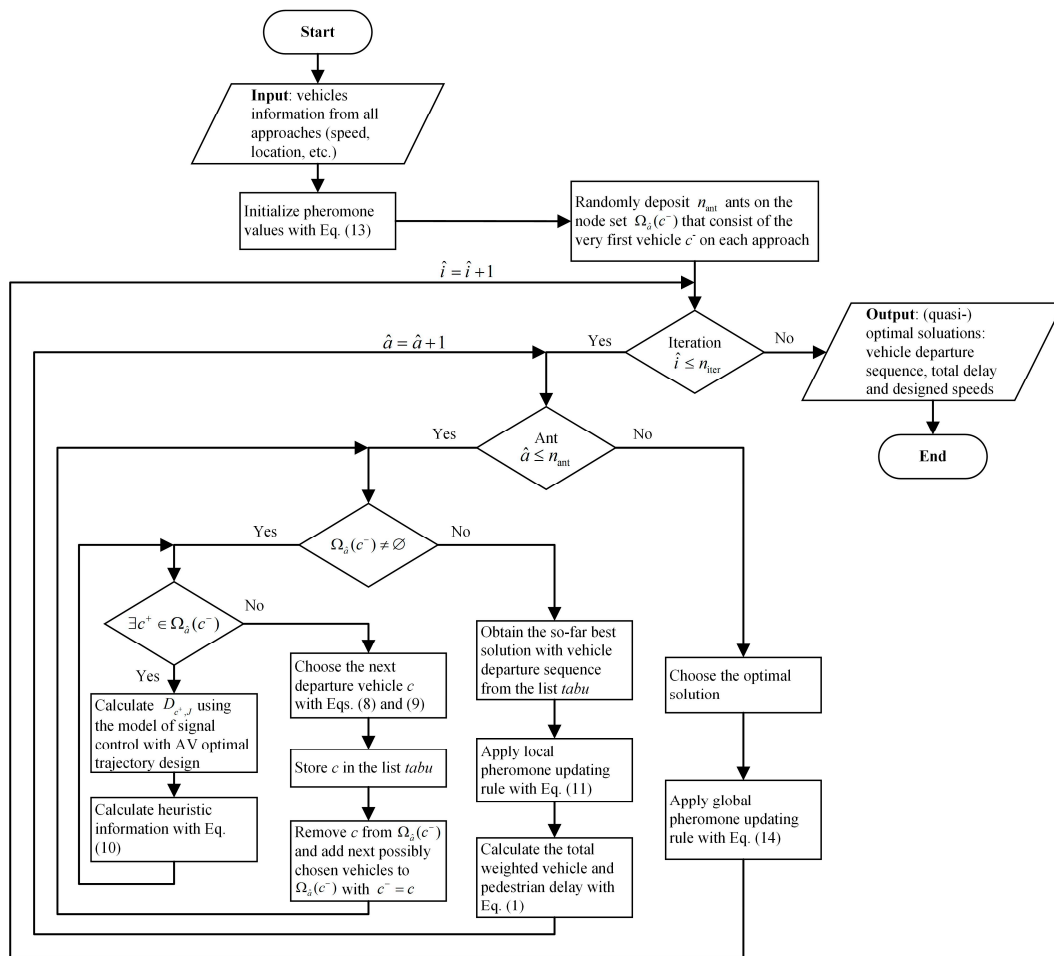 Start
Input: vehicles
information from all
approaches (speed,
location, etc.)
Initialize pheromone
values with Eq. (13)
Randomly deposit n_ant ants on the
node set Ω_â(c⁻) that consist of the
very first vehicle c⁻ on each approach
î = î +1
Iteration
î ≤ n_iter
Yes
No
Output: (quasi-)
optimal soluations:
vehicle departure
sequence, total delay
and designed speeds
End
â = â +1
Ant
â ≤ n_ant
Yes
No
Ω_â(c⁻) ≠ ∅
Yes
No
∃c⁺ ∈ Ω_â(c⁻)
No
Yes
Calculate D_c⁺,J using
the model of signal
control with AV optimal
trajectory design
Calculate heuristic
information with Eq.
(10)
Choose the next
departure vehicle c
with Eqs. (8) and (9)
Store c in the list tabu
Remove c from Ω_â(c⁻)
and add next possibly
chosen vehicles to
Ω_â(c⁻) with c⁻ = c
Obtain the so-far best
solution with vehicle
departure sequence
from the list tabu
Apply local
pheromone updating
rule with Eq. (11)
Calculate the total
weighted vehicle and
pedestrian delay with
Eq. (1)
Choose the optimal
solution
Apply global
pheromone updating
rule with Eq. (14)